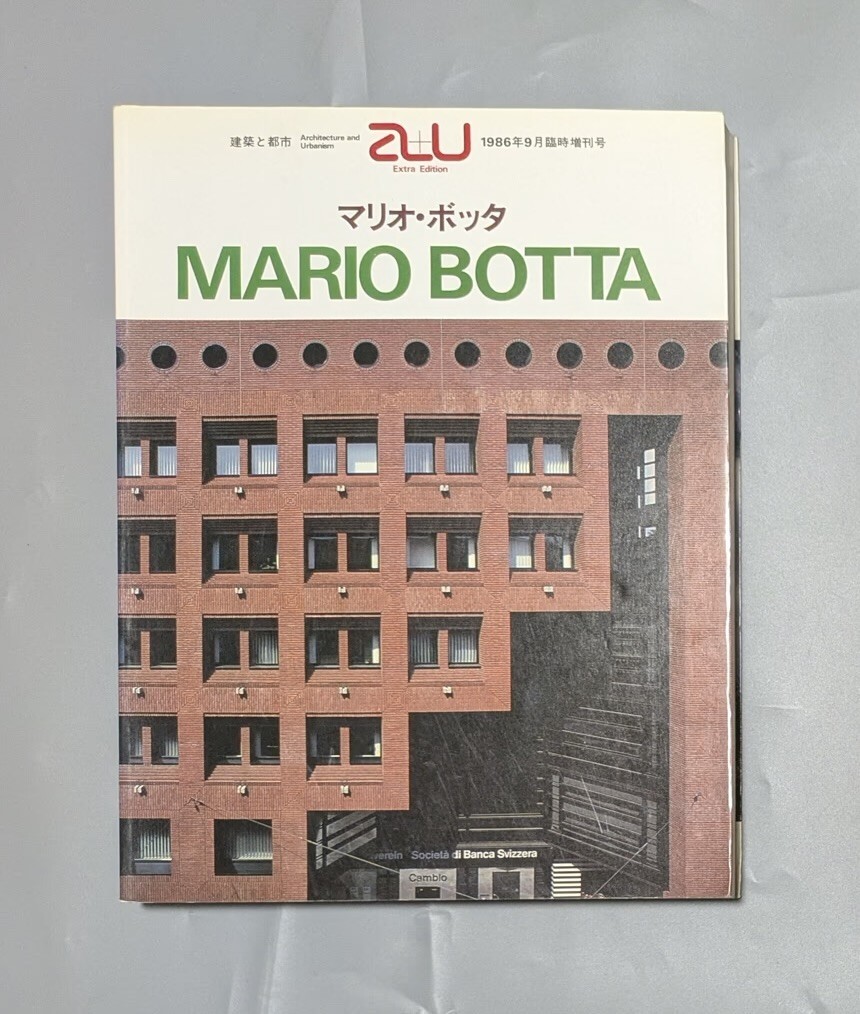 建築と都市 Architecture and Urbanism a+u 1986年9月臨時増刊号
Extra Edition
マリオ・ボッタ
MARIO BOTTA
Società di Banca Svizzera
Cambio